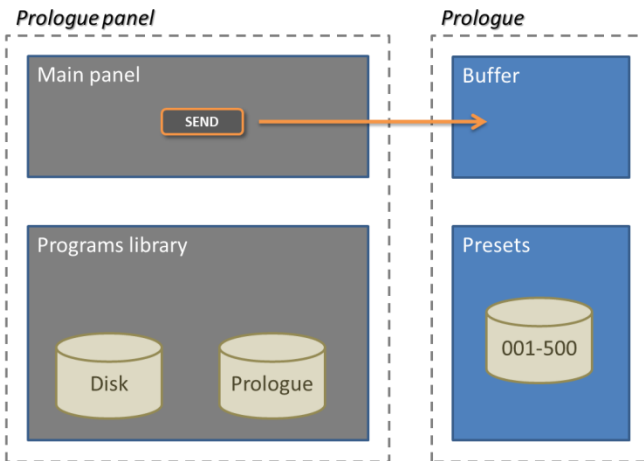 Prologue panel
Prologue
Main panel
SEND
Buffer
Programs library
Disk
Prologue
Presets
001-500